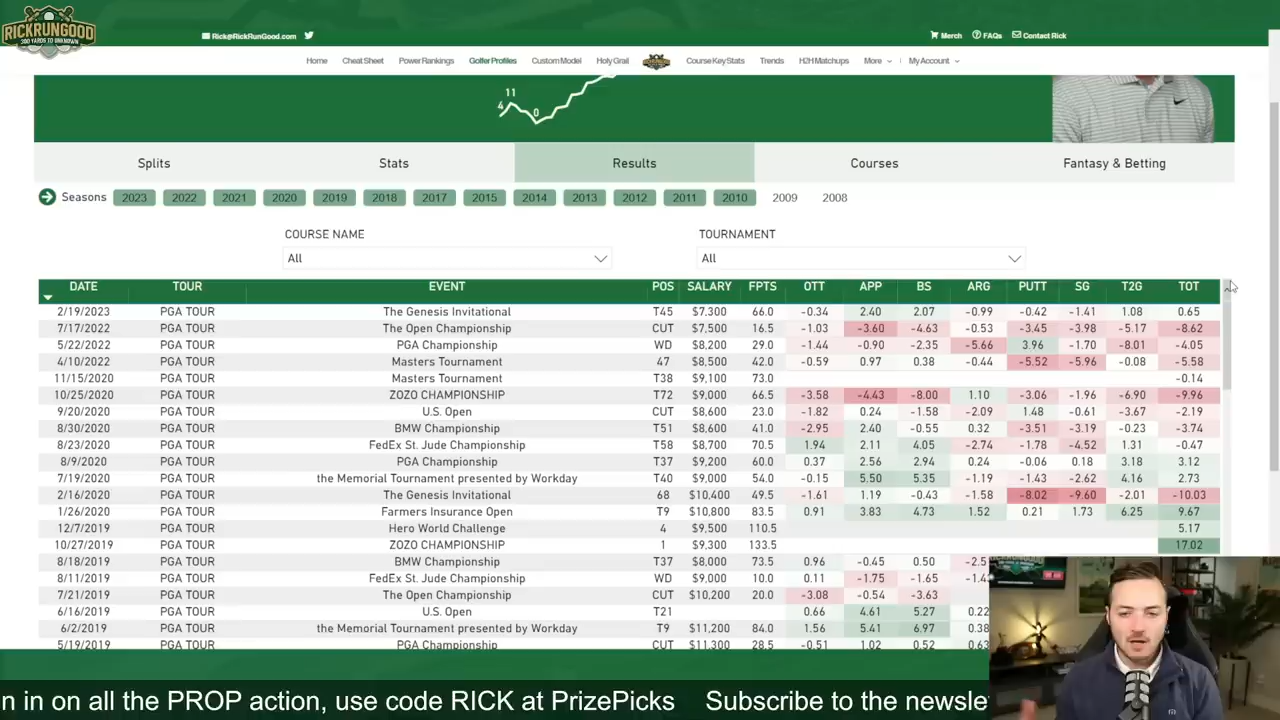 RICKRUNGOOD
300 YARDS TO UNKNOWN
Rick@RickRunGood.com
Merch FAQs Contact Rick
Home Cheat Sheet Power Rankings Golfer Profiles Custom Model Holy Grail Course Key Stats Trends H2H Matchups More My Account
11
4
0
Splits Stats Results Courses Fantasy & Betting
Seasons 2023 2022 2021 2020 2019 2018 2017 2015 2014 2013 2012 2011 2010 2009 2008
COURSE NAME TOURNAMENT
All All
DATE TOUR EVENT POS SALARY FPTS OTT APP BS ARG PUTT SG T2G TOT
2/19/2023 PGA TOUR The Genesis Invitational T45 $7,300 66.0 -0.34 2.40 2.07 -0.99 -0.42 -1.41 1.08 0.65
7/17/2022 PGA TOUR The Open Championship CUT $7,500 16.5 -1.03 -3.60 -4.63 -0.53 -3.45 -3.98 -5.17 -8.62
5/22/2022 PGA TOUR PGA Championship WD $8,200 29.0 -1.44 -0.90 -2.35 -5.66 3.96 -1.70 -8.01 -4.05
4/10/2022 PGA TOUR Masters Tournament 47 $8,500 42.0 -0.59 0.97 0.38 -0.44 -5.52 -5.96 -0.08 -5.58
11/15/2020 PGA TOUR Masters Tournament T38 $9,100 73.0 -0.14
10/25/2020 PGA TOUR ZOZO CHAMPIONSHIP T72 $9,000 66.5 -3.58 -4.43 -8.00 1.10 -3.06 -1.96 -6.90 -9.96
9/20/2020 PGA TOUR U.S. Open CUT $8,600 23.0 -1.82 0.24 -1.58 -2.09 1.48 -0.61 -3.67 -2.19
8/30/2020 PGA TOUR BMW Championship T51 $8,600 41.0 -2.95 2.40 -0.55 0.32 -3.51 -3.19 -0.23 -3.74
8/23/2020 PGA TOUR FedEx St. Jude Championship T58 $8,700 70.5 1.94 2.11 4.05 -2.74 -1.78 -4.52 1.31 -0.47
8/9/2020 PGA TOUR PGA Championship T37 $9,200 60.0 0.37 2.56 2.94 0.24 -0.06 0.18 3.18 3.12
7/19/2020 PGA TOUR the Memorial Tournament presented by Workday T40 $9,000 54.0 -0.15 5.50 5.35 -1.19 -1.43 -2.62 4.16 2.73
2/16/2020 PGA TOUR The Genesis Invitational 68 $10,400 49.5 -1.61 1.19 -0.43 -1.58 -8.02 -9.60 -2.01 -10.03
1/26/2020 PGA TOUR Farmers Insurance Open T9 $10,800 83.5 0.91 3.83 4.73 1.52 0.21 1.73 6.25 9.67
12/7/2019 PGA TOUR Hero World Challenge 4 $9,500 110.5 5.17
10/27/2019 PGA TOUR ZOZO CHAMPIONSHIP 1 $9,300 133.5 17.02
8/18/2019 PGA TOUR BMW Championship T37 $8,000 73.5 0.96 -0.45 0.50 -2.5
8/11/2019 PGA TOUR FedEx St. Jude Championship WD $9,000 10.0 0.11 -1.75 -1.65 -1.4
7/21/2019 PGA TOUR The Open Championship CUT $10,200 20.0 -3.08 -0.54 -3.63
6/16/2019 PGA TOUR U.S. Open T21 0.66 4.61 5.27 0.22
6/2/2019 PGA TOUR the Memorial Tournament presented by Workday T9 $11,200 84.0 1.56 5.41 6.97 0.38
5/19/2019 PGA TOUR PGA Championship CUT $11,300 28.5 -0.51 1.02 0.52 0.63
n in on all the PROP action, use code RICK at PrizePicks Subscribe to the newsle